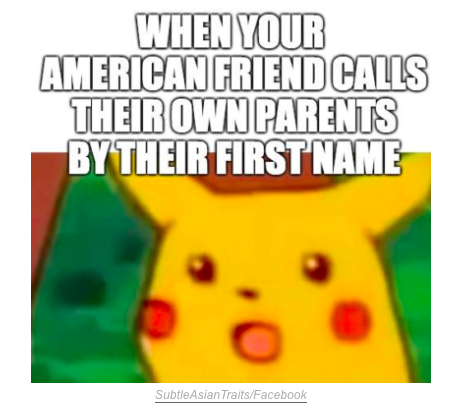 WHEN YOUR
AMERICAN FRIEND CALLS
THEIR OWN PARENTS
BY THEIR FIRST NAME
SubtleAsianTraits/Facebook